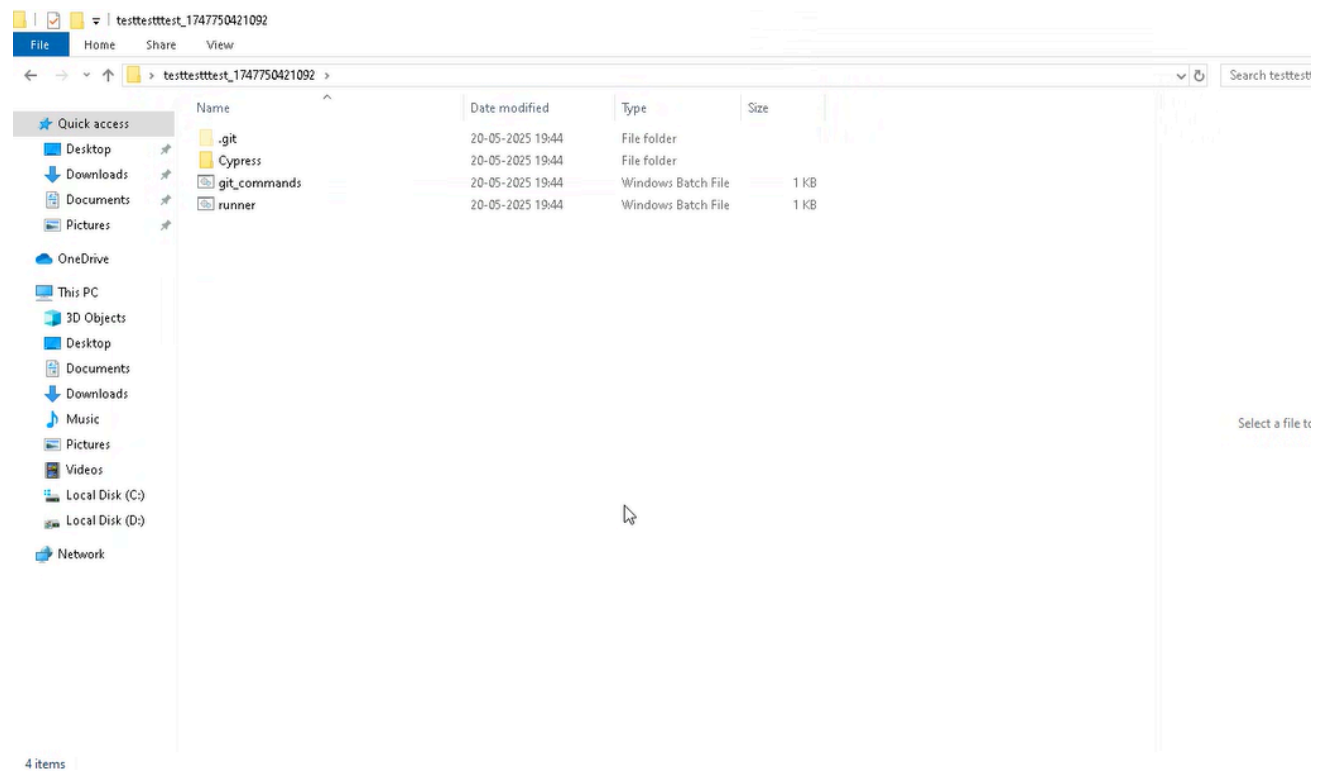 testtestttest_1747750421092
File Home Share View
testtestttest_1747750421092
Search testtestt
Name Date modified Type Size
Quick access
Desktop
Downloads
Documents
Pictures
OneDrive
This PC
3D Objects
Desktop
Documents
Downloads
Music
Pictures
Videos
Local Disk (C:)
Local Disk (D:)
Network
.git 20-05-2025 19:44 File folder
Cypress 20-05-2025 19:44 File folder
git_commands 20-05-2025 19:44 Windows Batch File 1 KB
runner 20-05-2025 19:44 Windows Batch File 1 KB
Select a file to
4 items